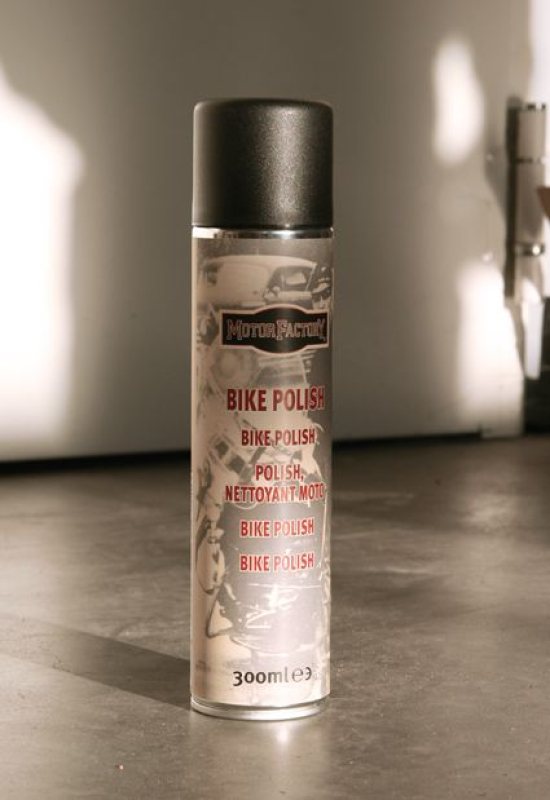 MOTORFACTORY
BIKE POLISH
BIKE POLISH
POLISH,
NETTOYANT MOTO
BIKE POLISH
BIKE POLISH
300ml ℮